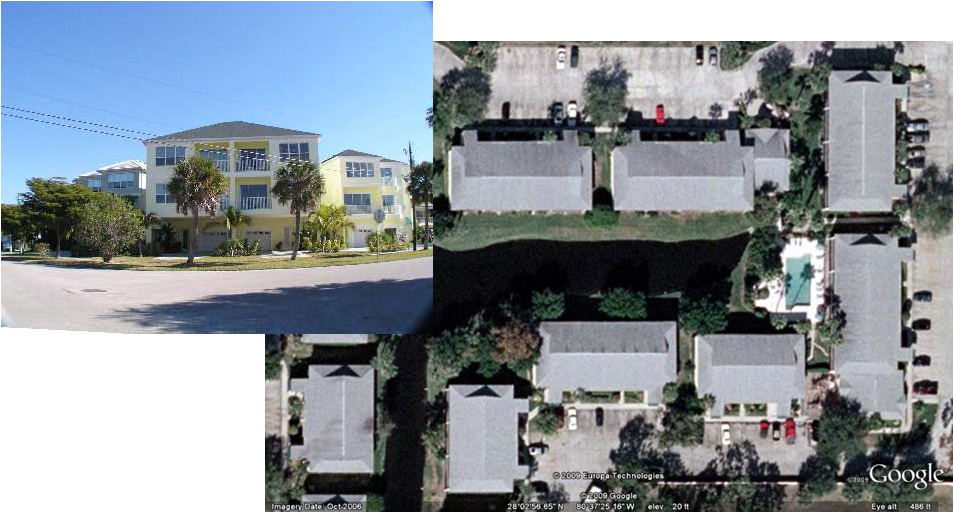 © 2009 Europa Technologies
©2009 Google
© 2009 Google
Imagery Date: Oct 2006 28°02'56.65" N 80°37'25.16" W elev 20 ft Eye alt 486 ft